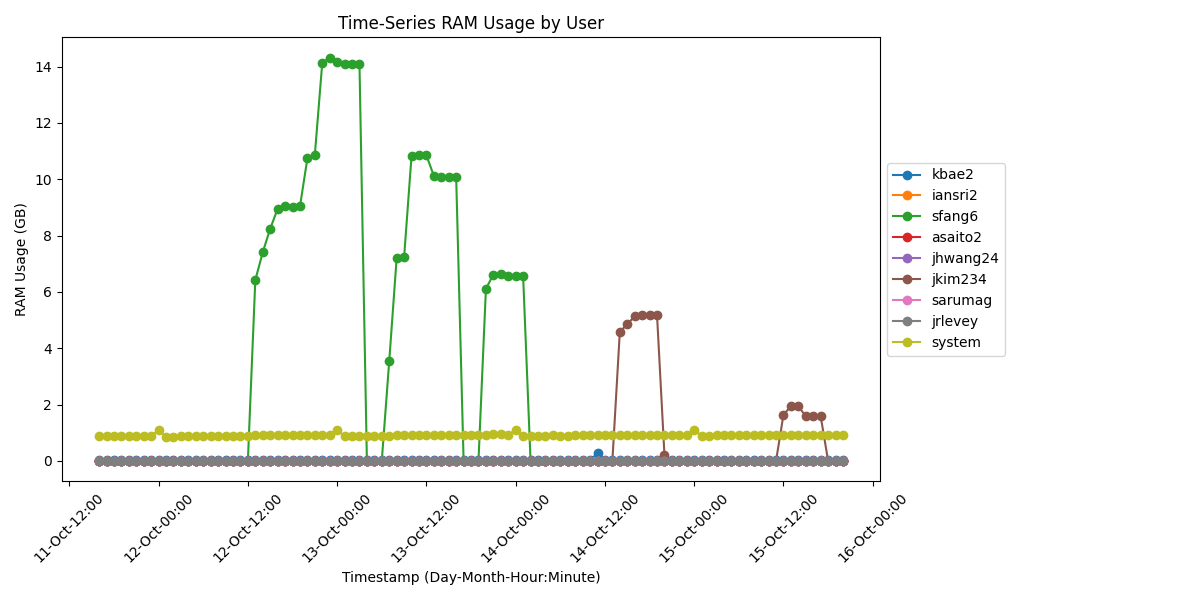 Time-Series RAM Usage by User
RAM Usage (GB)
14
12
10
8
6
4
2
0
11-Oct-12:00
12-Oct-00:00
12-Oct-12:00
13-Oct-00:00
13-Oct-12:00
14-Oct-00:00
14-Oct-12:00
15-Oct-00:00
15-Oct-12:00
16-Oct-00:00
Timestamp (Day-Month-Hour:Minute)
kbae2
iansri2
sfang6
asaito2
jhwang24
jkim234
sarumag
jrlevey
system